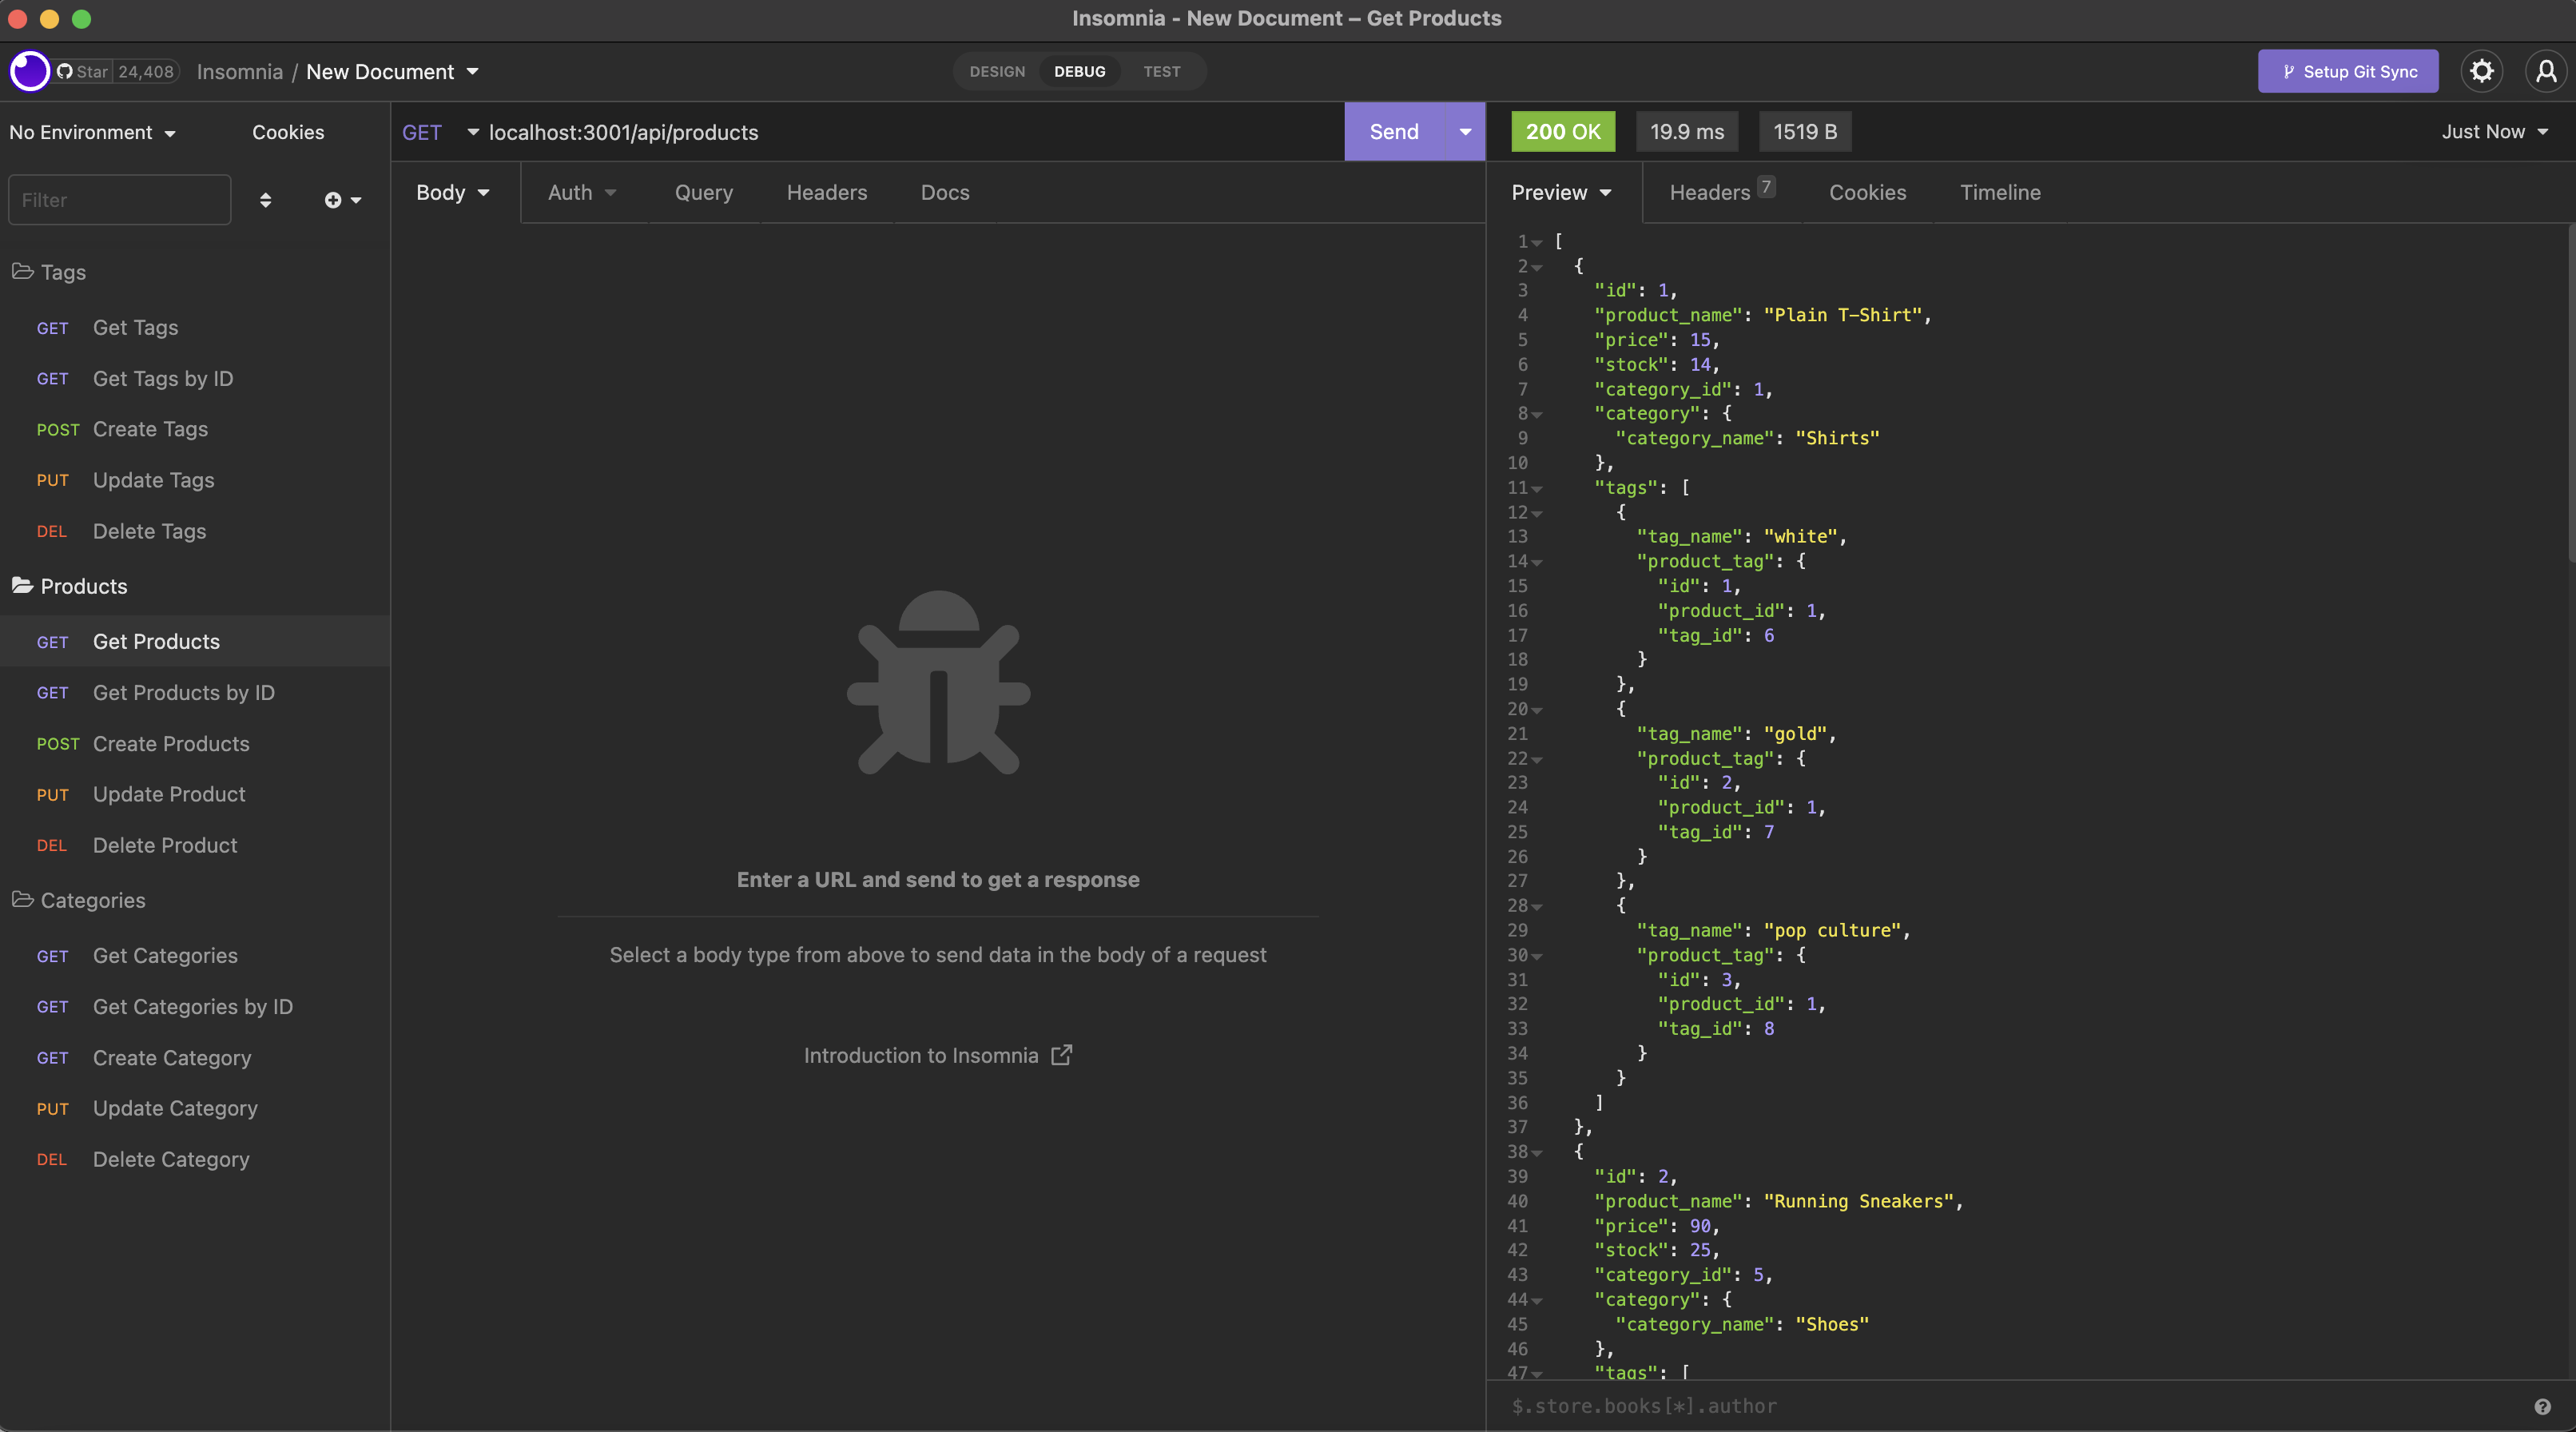 Insomnia - New Document – Get Products
Star 24,408 Insomnia / New Document
DESIGN DEBUG TEST
Setup Git Sync
No Environment Cookies
Filter
Tags
GET Get Tags
GET Get Tags by ID
POST Create Tags
PUT Update Tags
DEL Delete Tags
Products
GET Get Products
GET Get Products by ID
POST Create Products
PUT Update Product
DEL Delete Product
Categories
GET Get Categories
GET Get Categories by ID
GET Create Category
PUT Update Category
DEL Delete Category
GET localhost:3001/api/products Send
Body Auth Query Headers Docs
Enter a URL and send to get a response
Select a body type from above to send data in the body of a request
Introduction to Insomnia
200 OK 19.9 ms 1519 B Just Now
Preview Headers 7 Cookies Timeline
1 [
2 {
3 "id": 1,
4 "product_name": "Plain T-Shirt",
5 "price": 15,
6 "stock": 14,
7 "category_id": 1,
8 "category": {
9 "category_name": "Shirts"
10 },
11 "tags": [
12 {
13 "tag_name": "white",
14 "product_tag": {
15 "id": 1,
16 "product_id": 1,
17 "tag_id": 6
18 }
19 },
20 {
21 "tag_name": "gold",
22 "product_tag": {
23 "id": 2,
24 "product_id": 1,
25 "tag_id": 7
26 }
27 },
28 {
29 "tag_name": "pop culture",
30 "product_tag": {
31 "id": 3,
32 "product_id": 1,
33 "tag_id": 8
34 }
35 }
36 ]
37 },
38 {
39 "id": 2,
40 "product_name": "Running Sneakers",
41 "price": 90,
42 "stock": 25,
43 "category_id": 5,
44 "category": {
45 "category_name": "Shoes"
46 },
47 "tags": [
$.store.books[*].author